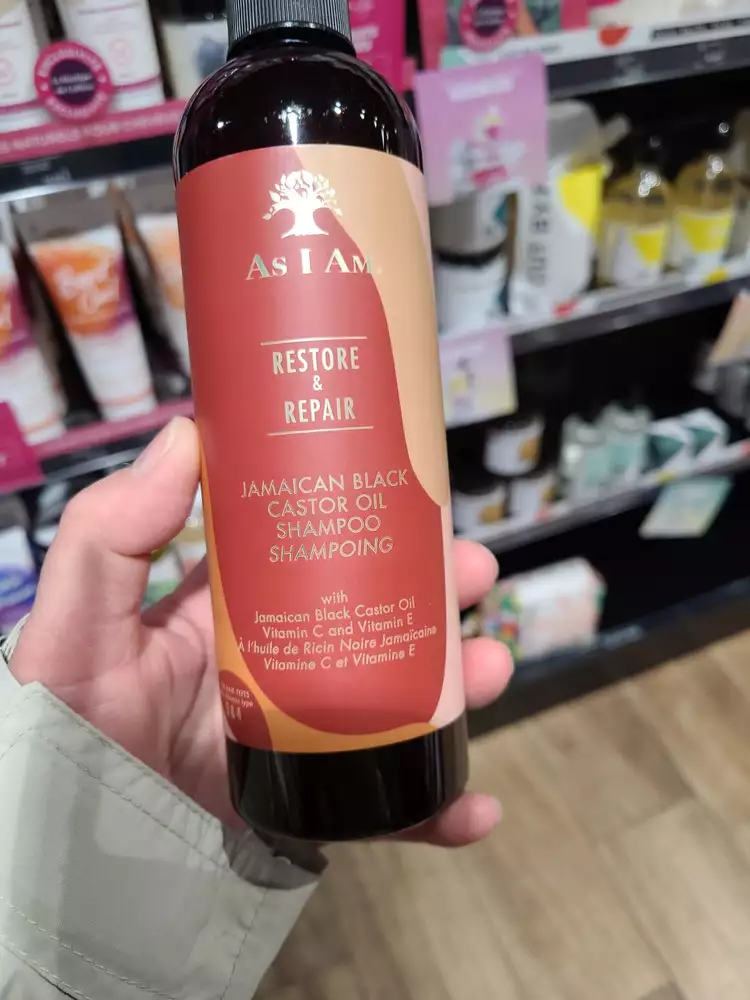 AS I AM
RESTORE
&
REPAIR
JAMAICAN BLACK
CASTOR OIL
SHAMPOO
SHAMPOING
with
Jamaican Black Castor Oil
Vitamin C and Vitamin E
À l'huile de Ricin Noire Jamaïcaine
Vitamine C et Vitamine E